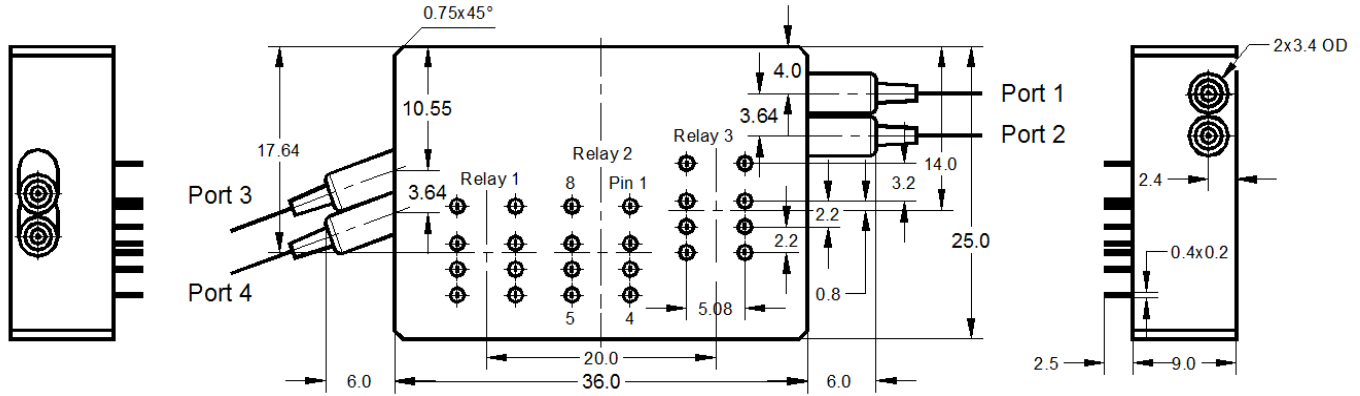 0.75x45°
4.0
3.64
Port 1
Port 2
10.55
17.64
3.64
Port 3
Port 4
Relay 1
Relay 2
Relay 3
8
Pin 1
5
4
14.0
3.2
2.2
2.2
0.8
25.0
5.08
20.0
6.0
36.0
6.0
2x3.4 OD
2.4
0.4x0.2
2.5
9.0